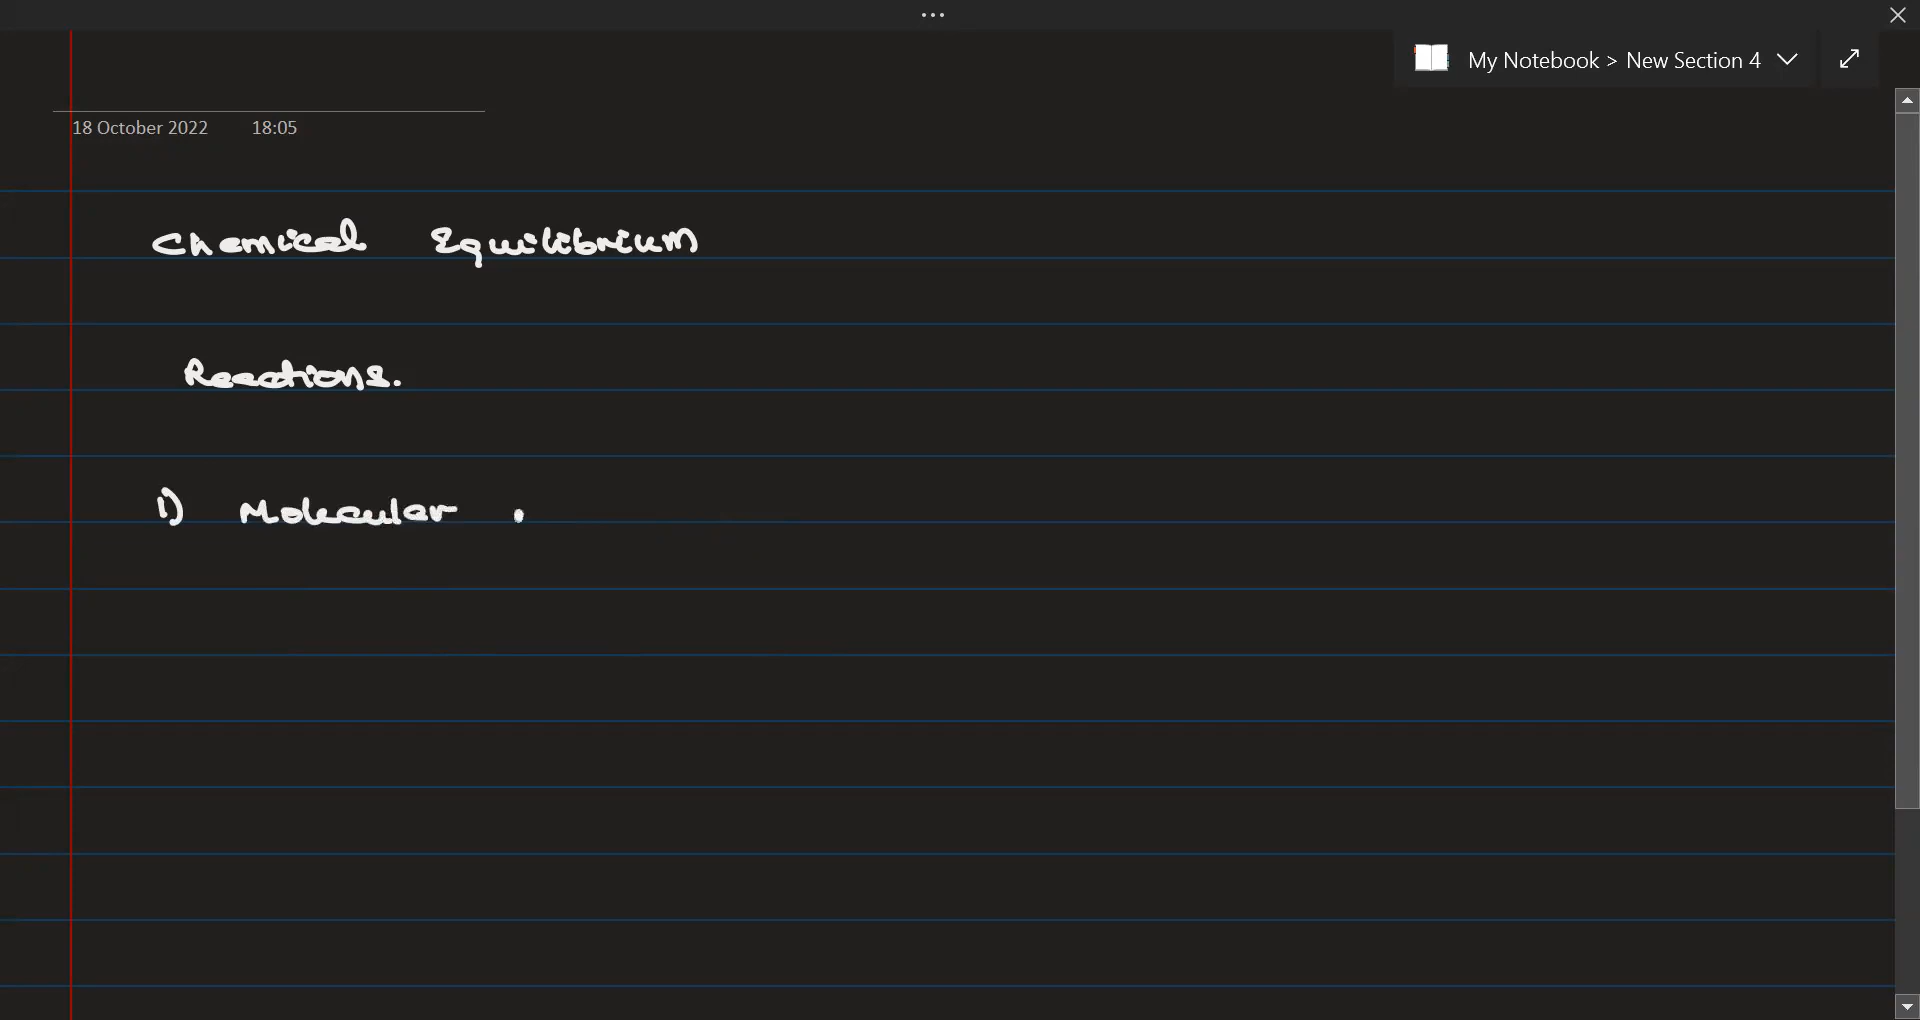 ...
My Notebook > New Section 4
18 October 2022 18:05
Chemical Equilibrium
Reactions.
1) Molecular .